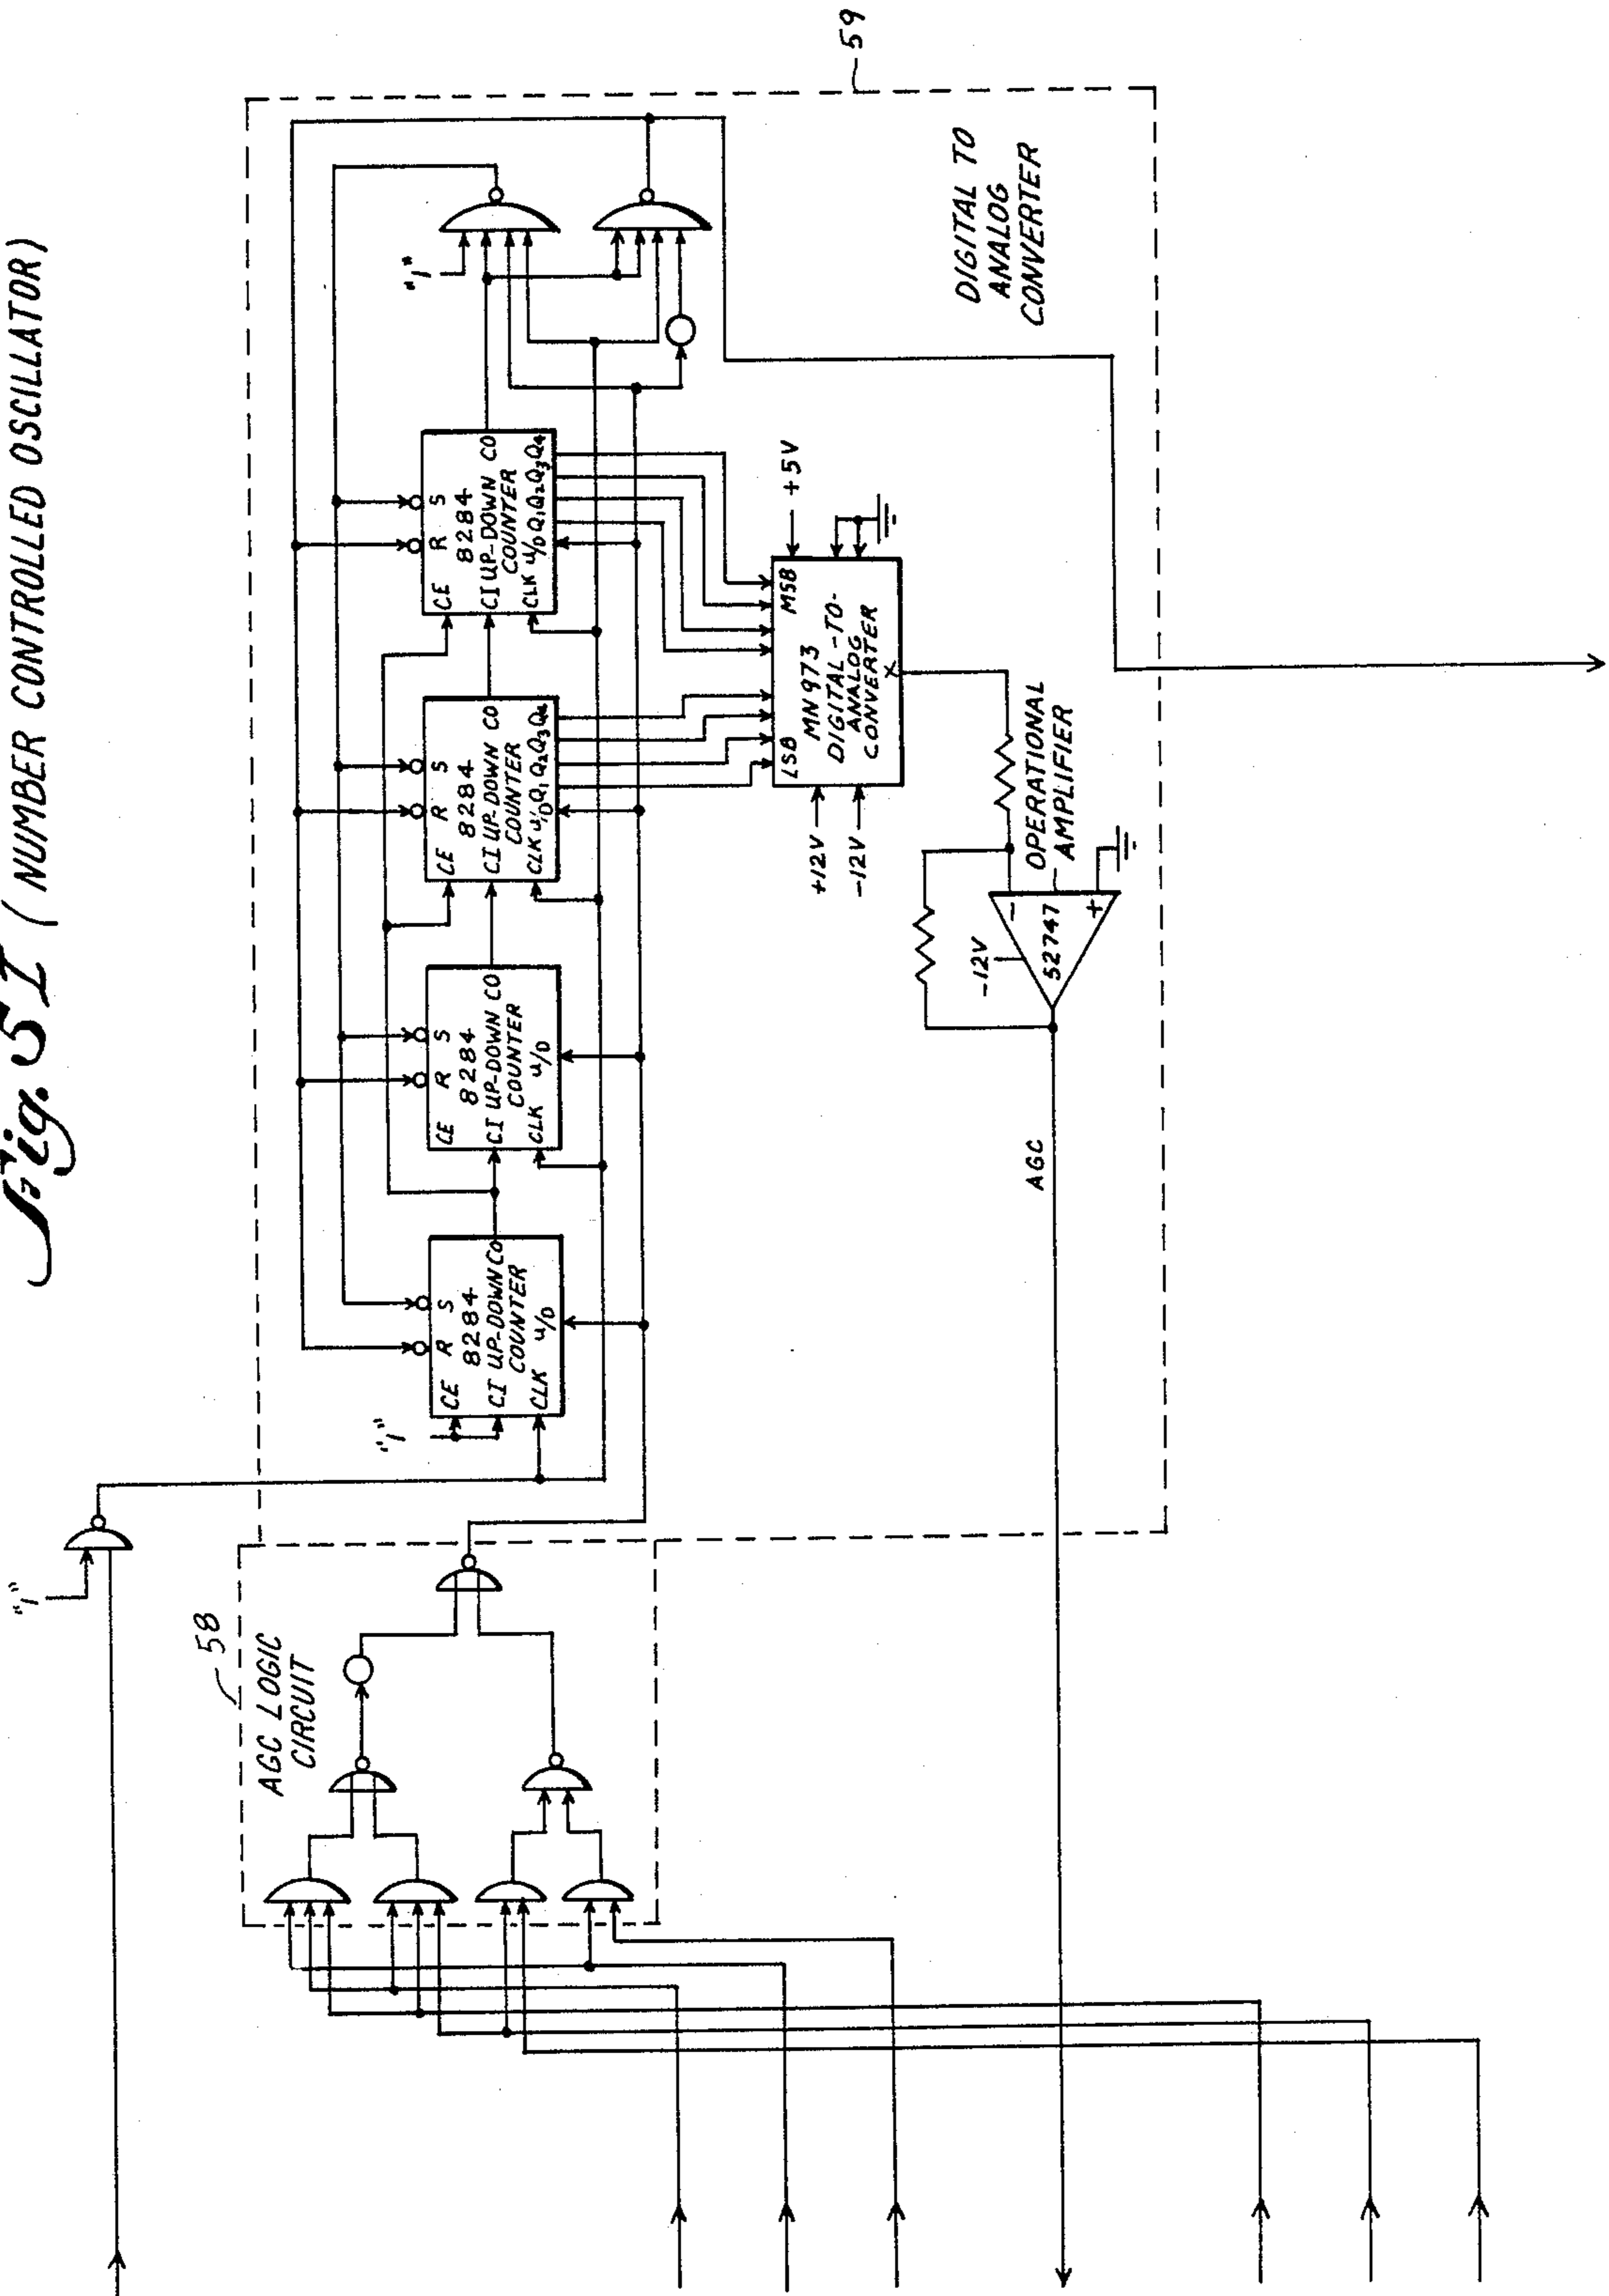 Fig. 5I (NUMBER CONTROLLED OSCILLATOR)
"1"
58
AGC LOGIC
CIRCUIT
59
DIGITAL TO
ANALOG
CONVERTER
"1"
CE R S
8284
CI UP-DOWN CO
COUNTER
CLK U/D
CE R S
8284
CI UP-DOWN CO
COUNTER
CLK U/D
CE R S
8284
CI UP-DOWN CO
COUNTER
CLK U/D Q1 Q2 Q3 Q4
CE R S
8284
CI UP-DOWN CO
COUNTER
CLK U/D Q1 Q2 Q3 Q4
"1"
LSB MSB
MN973
DIGITAL-TO-
ANALOG
CONVERTER
X
+12V
-12V
+5V
-12V
-
52747
+
OPERATIONAL
AMPLIFIER
AGC